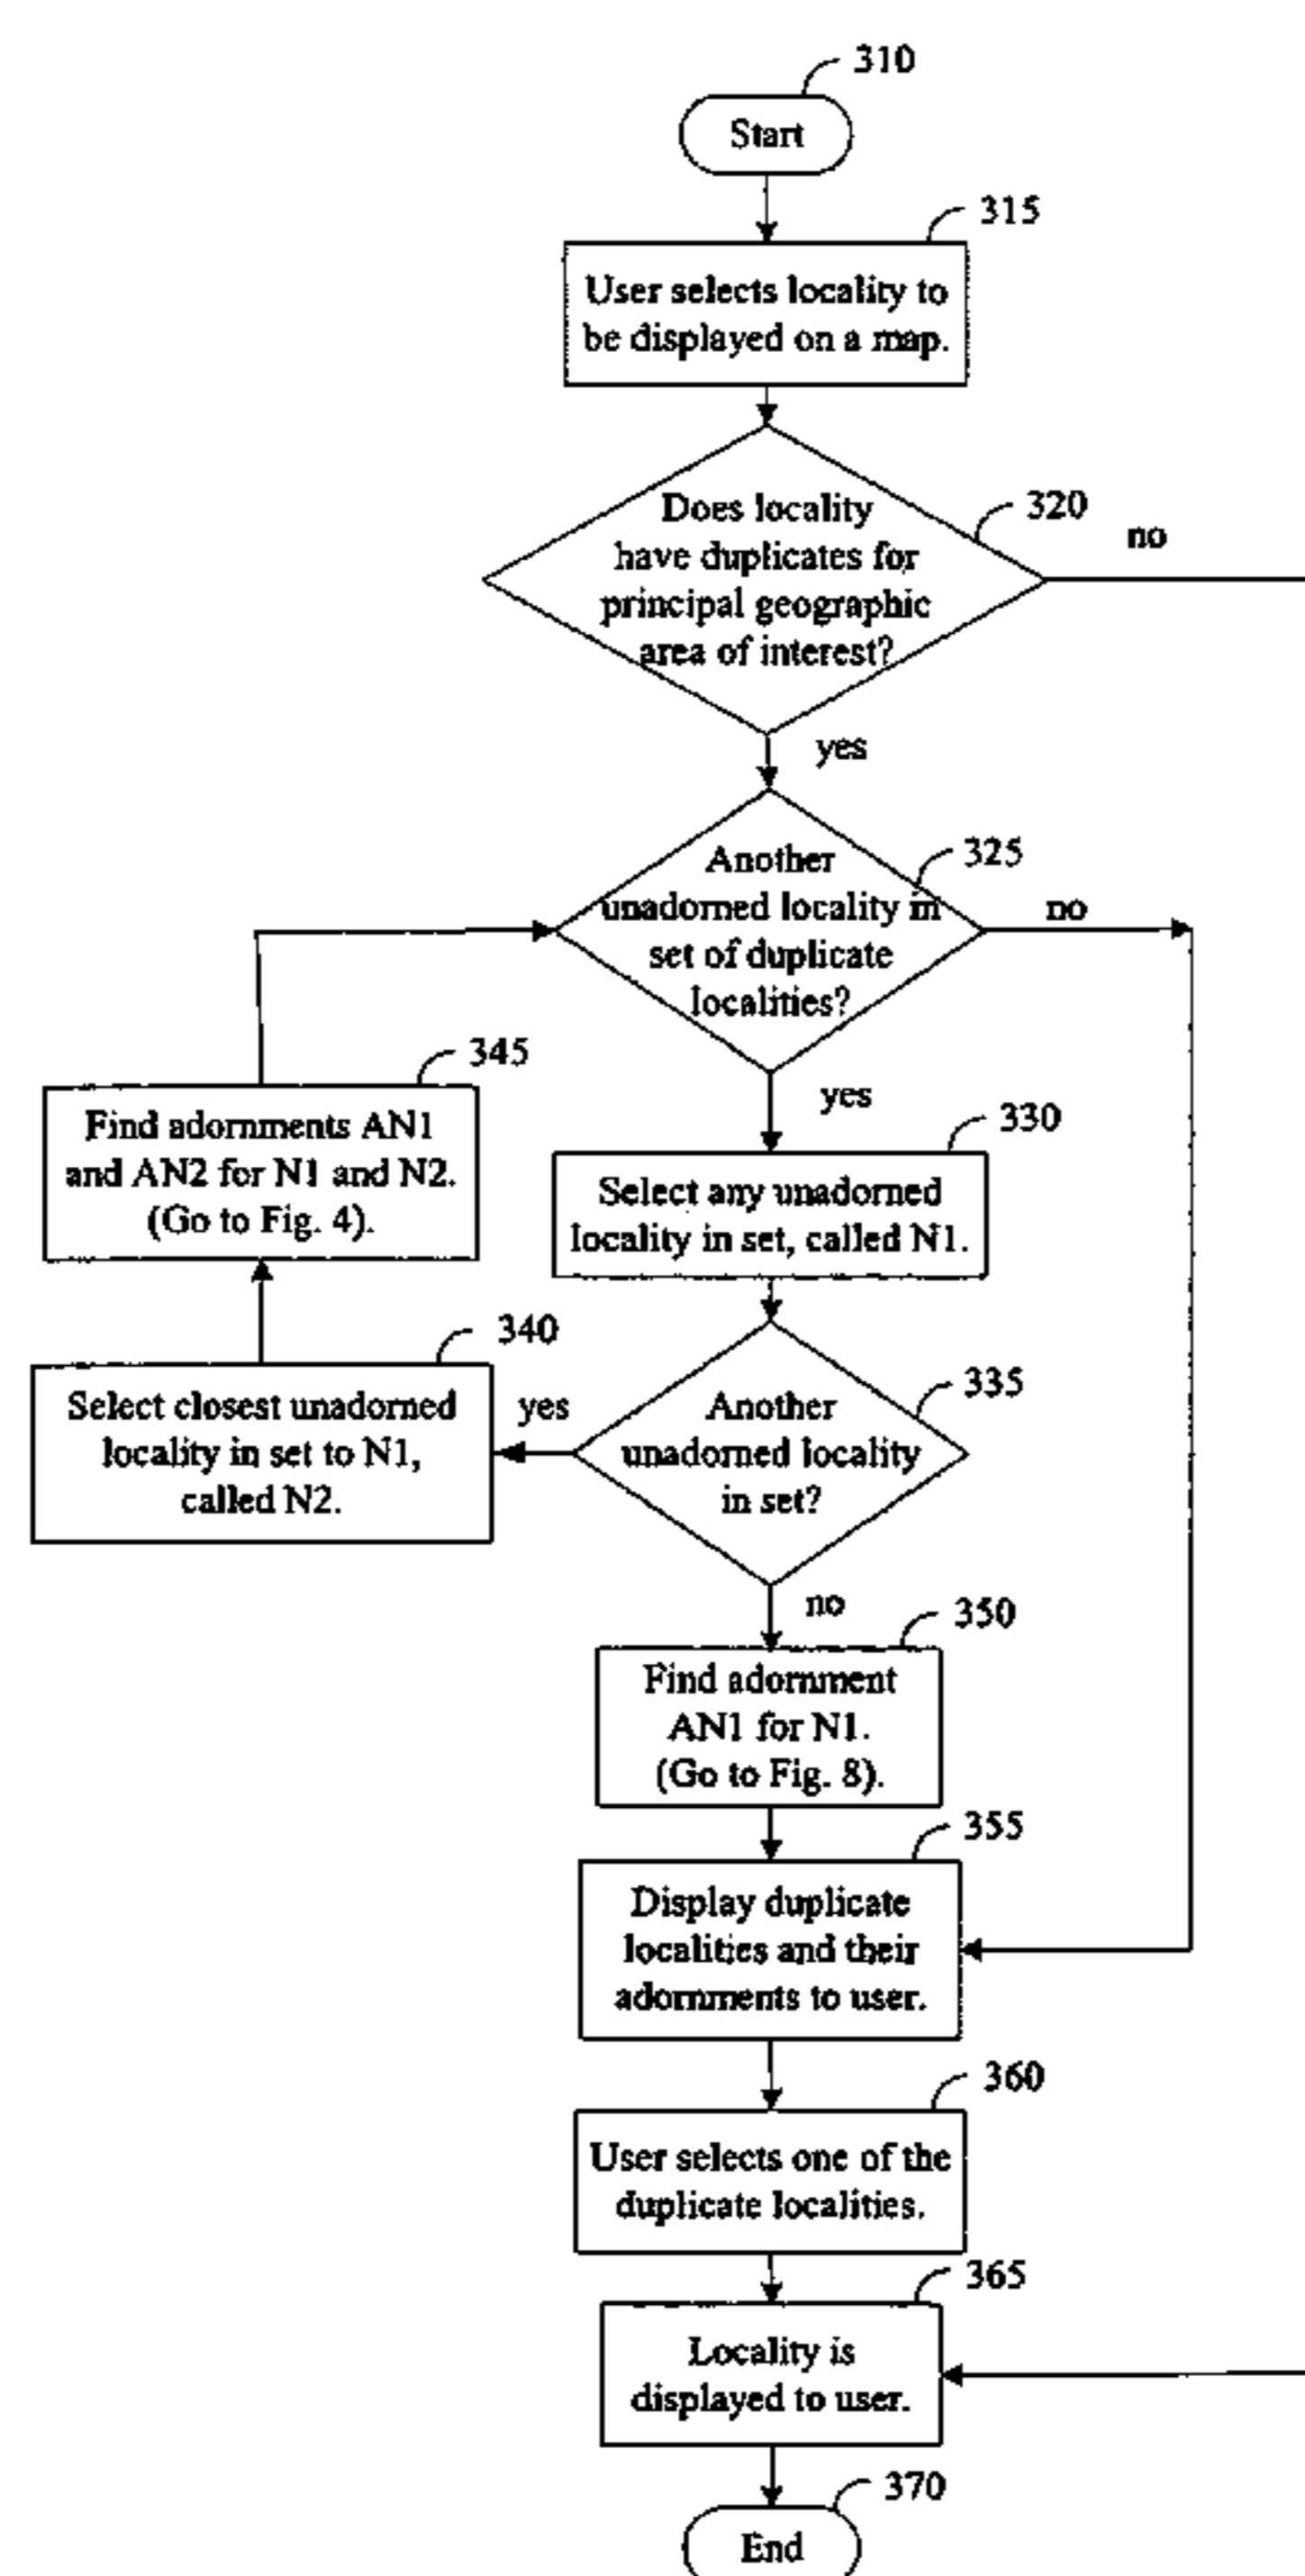 310
Start
315
User selects locality to
be displayed on a map.
320
no
Does locality
have duplicates for
principal geographic
area of interest?
yes
325
Another
unadorned locality in
set of duplicate
localities?
no
345
Find adornments AN1
and AN2 for N1 and N2.
(Go to Fig. 4).
yes
330
Select any unadorned
locality in set, called N1.
340
Select closest unadorned
locality in set to N1,
called N2.
yes
335
Another
unadorned locality
in set?
no
350
Find adornment
AN1 for N1.
(Go to Fig. 8).
355
Display duplicate
localities and their
adornments to user.
360
User selects one of the
duplicate localities.
365
Locality is
displayed to user.
370
End